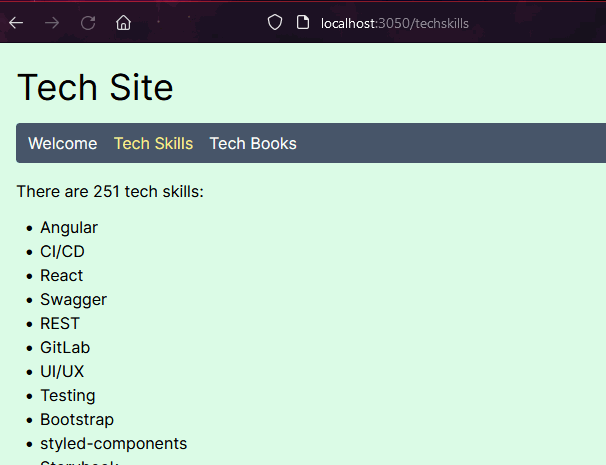 localhost:3050/techskills
Tech Site
Welcome Tech Skills Tech Books
There are 251 tech skills:
• Angular
• CI/CD
• React
• Swagger
• REST
• GitLab
• UI/UX
• Testing
• Bootstrap
• styled-components